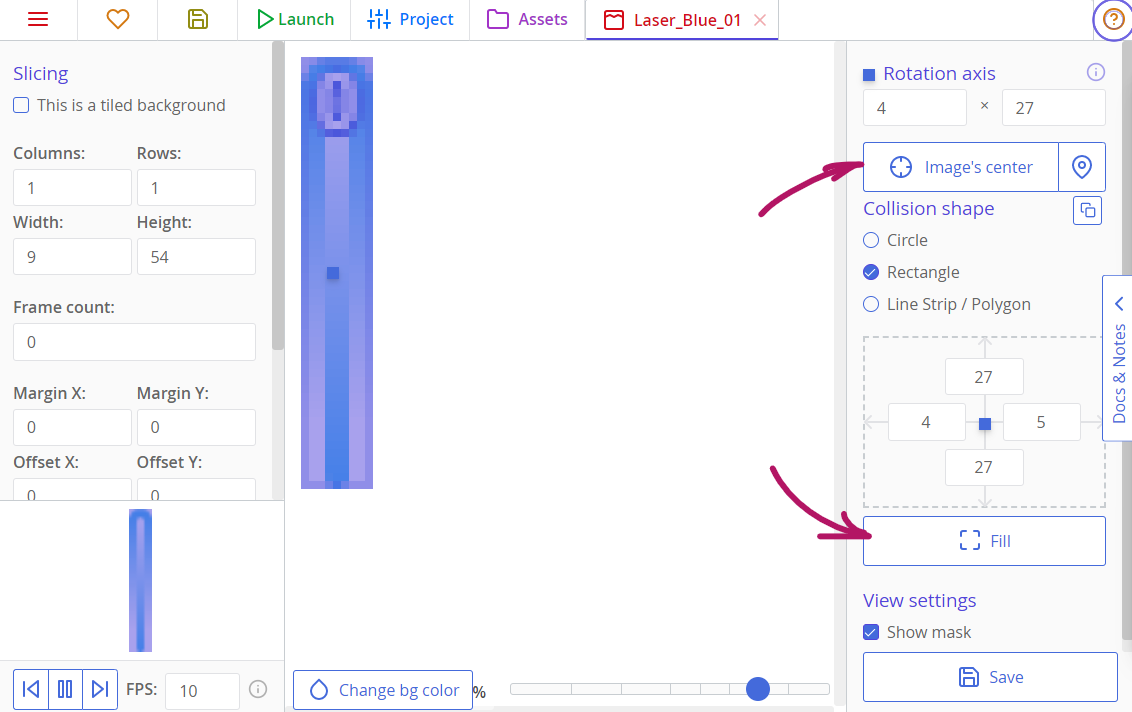 Launch
Project
Assets
Laser_Blue_01
Slicing
This is a tiled background
Columns: Rows:
1 1
Width: Height:
9 54
Frame count:
0
Margin X: Margin Y:
0 0
Offset X: Offset Y:
0 0
FPS: 10
Change bg color %
Rotation axis
4 × 27
Image's center
Collision shape
Circle
Rectangle
Line Strip / Polygon
27
4 5
27
Fill
View settings
Show mask
Save
Docs & Notes